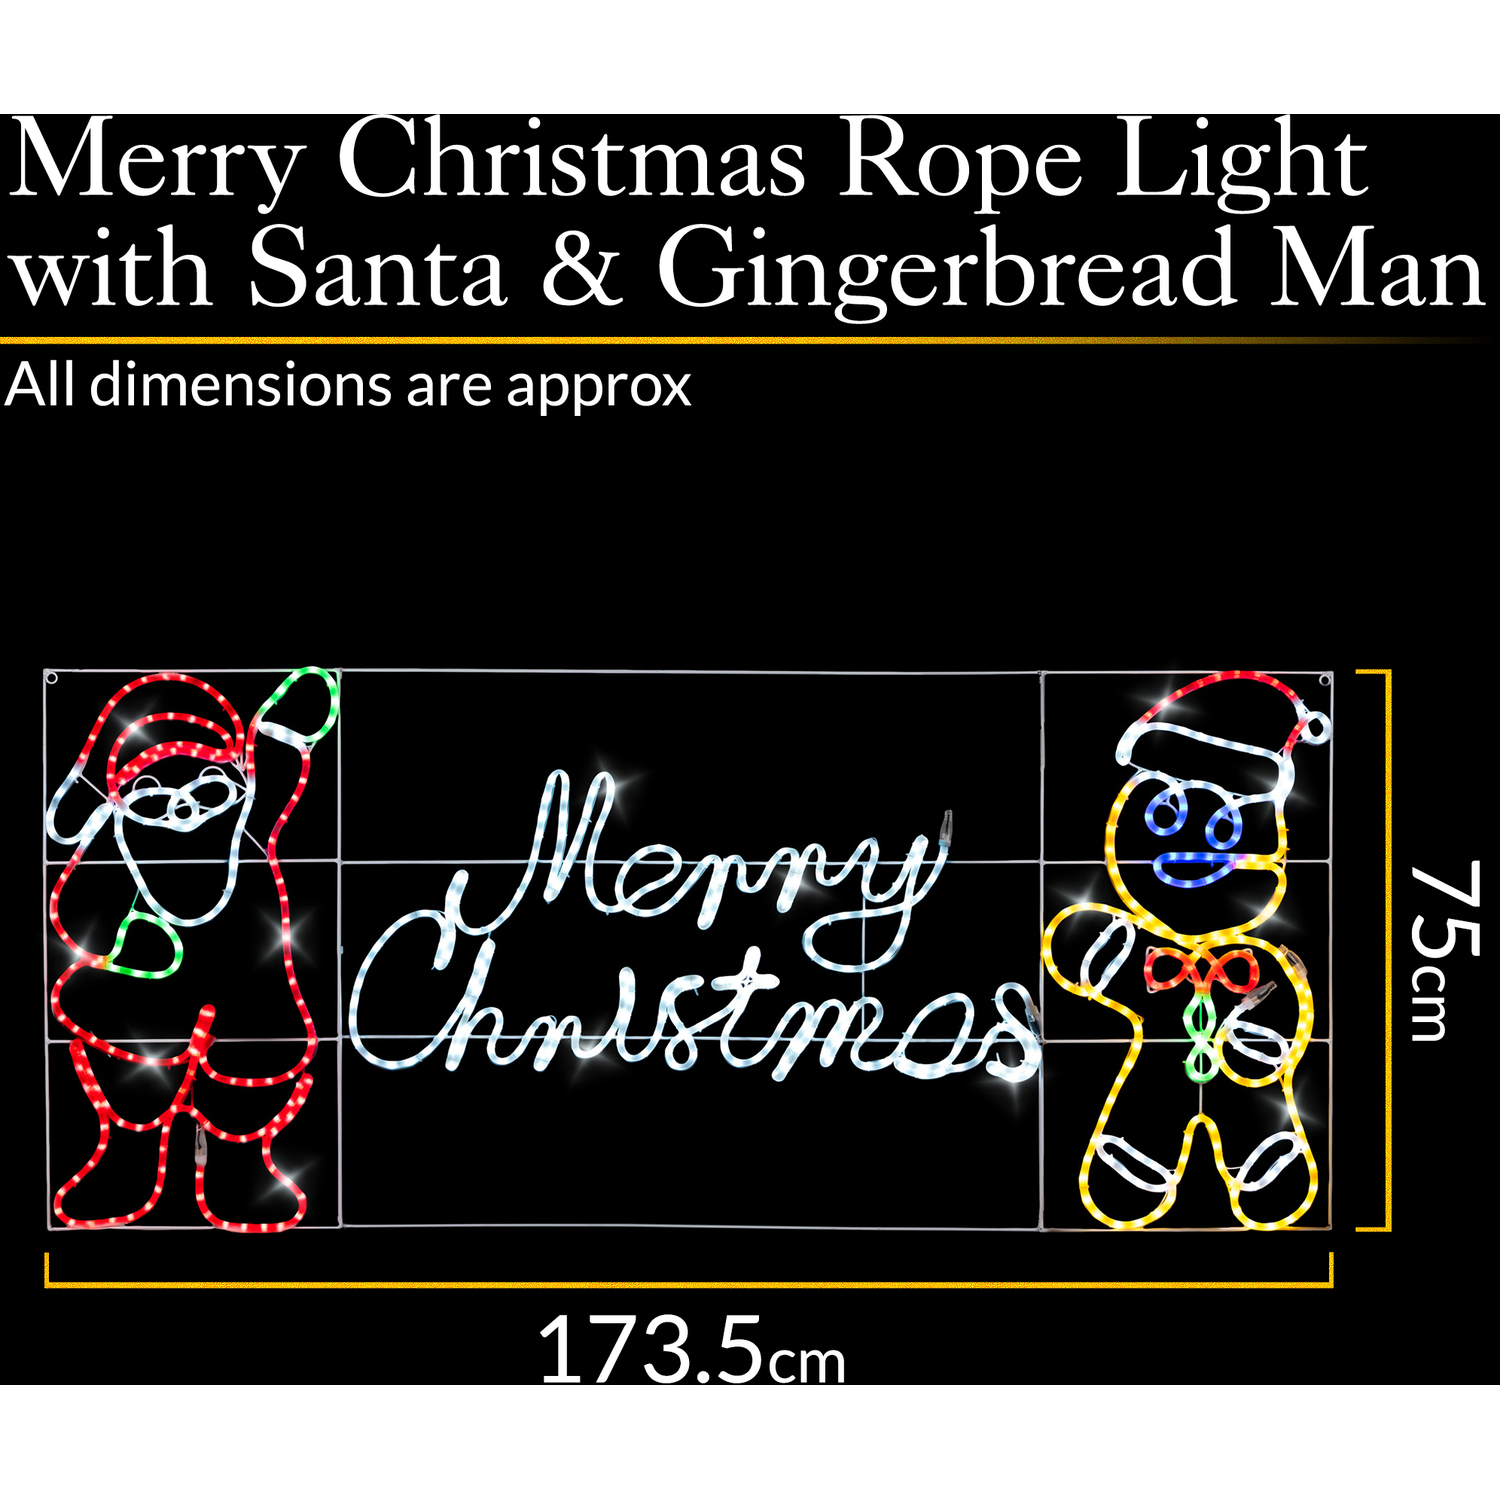 Merry Christmas Rope Light
with Santa & Gingerbread Man
All dimensions are approx
Merry
Christmas
75cm
173.5cm